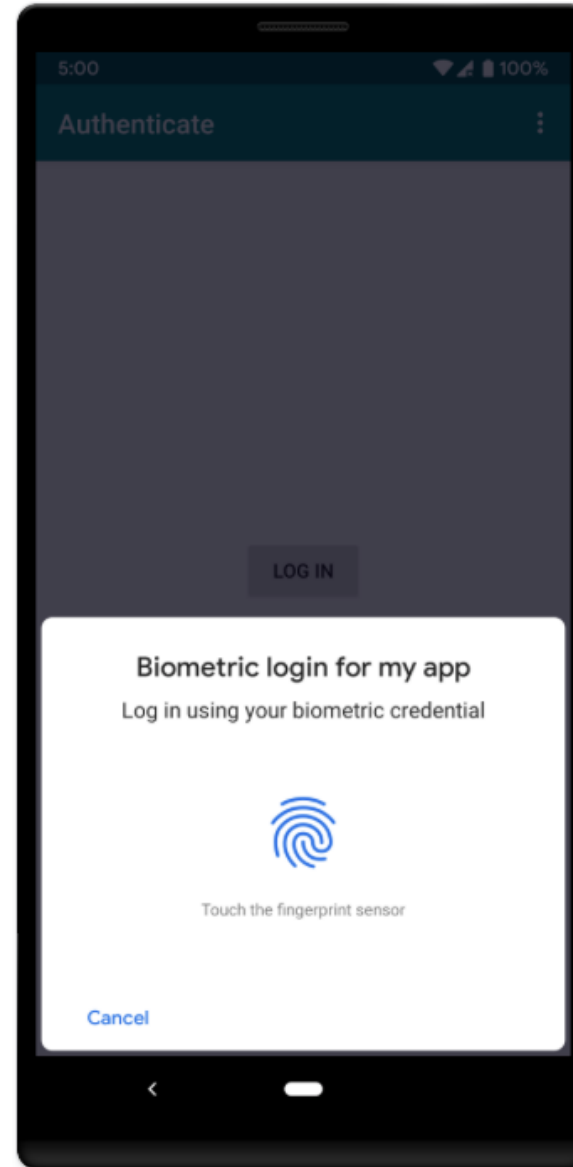 5:00 100%
Authenticate
LOG IN
Biometric login for my app
Log in using your biometric credential
Touch the fingerprint sensor
Cancel